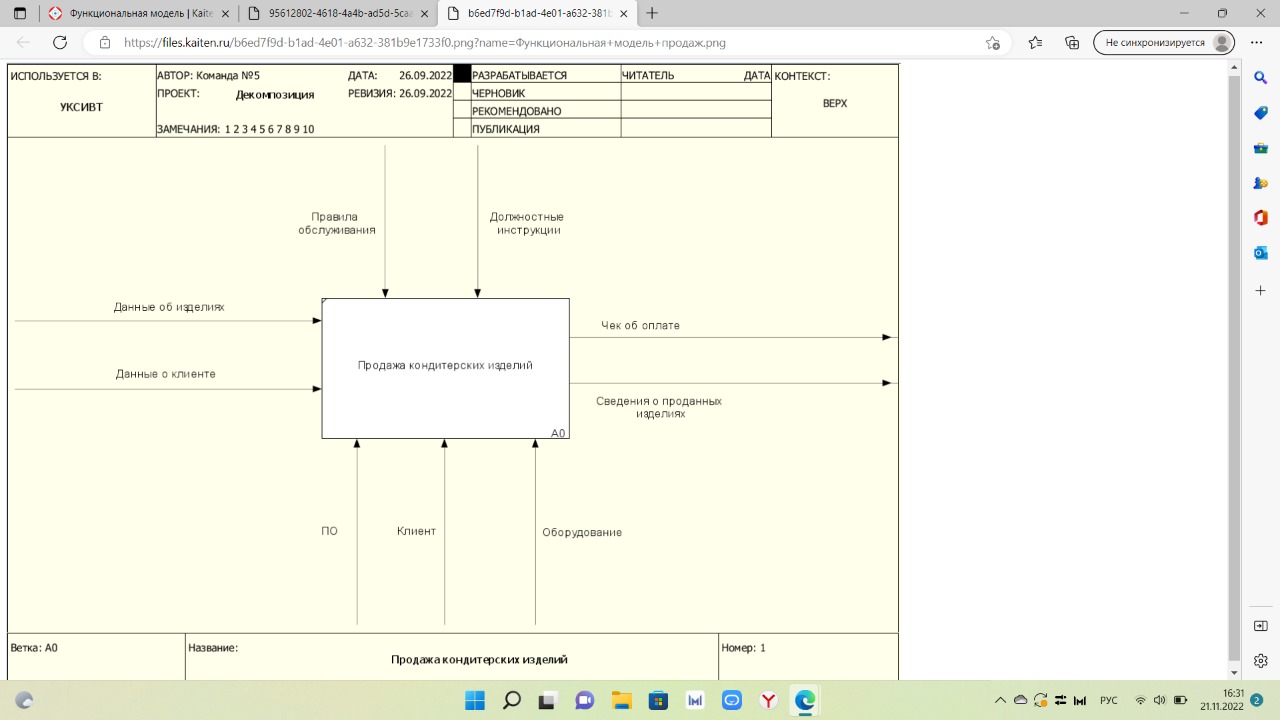 Функциональная мо
95612802-4618-4d5e-
b6ed7f9d-b1ad-4e01-a632-381b
https://files.kaiten.ru/b6ed7f9d-b1ad-4e01-a632-381b9e1733f0.png?name=Функциональная+модель+продаж.png
Не синхронизируется
ИСПОЛЬЗУЕТСЯ В:
УКСИВТ
АВТОР: Команда №5
ДАТА: 26.09.2022
ПРОЕКТ: Декомпозиция
РЕВИЗИЯ: 26.09.2022
ЗАМЕЧАНИЯ: 1 2 3 4 5 6 7 8 9 10
РАЗРАБАТЫВАЕТСЯ
ЧЕРНОВИК
РЕКОМЕНДОВАНО
ПУБЛИКАЦИЯ
ЧИТАТЕЛЬ ДАТА
КОНТЕКСТ:
ВЕРХ
Правила
обслуживания
Должностные
инструкции
Данные об изделиях
Данные о клиенте
Продажа кондитерских изделий
A0
Чек об оплате
Сведения о проданных
изделиях
ПО
Клиент
Оборудование
Ветка: A0
Название:
Продажа кондитерских изделий
Номер: 1
РУС
16:31
21.11.2022
2